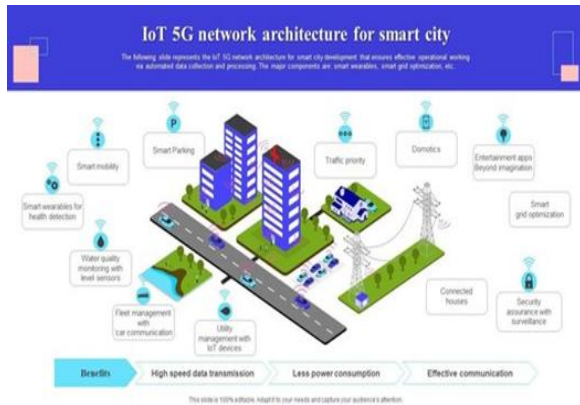 IoT 5G network architecture for smart city
The following slide represents the IoT 5G network architecture for smart city development that ensures effective operational working
via automated data collection and processing. The major components are smart wearables, smart grid optimization, etc.
P
Smart Parking
Smart mobility
Traffic priority
Domotics
Entertainment apps
Beyond imagination
Smart wearables for
health detection
Smart
grid optimization
Water quality
monitoring with
level sensors
Connected
houses
Fleet management
with
'car communication
Utility
management with
IoT devices
Security
assurance with
surveillance
Benefits
High speed data transmission
Less power consumption
Effective communication
This slide is 100% editable. Adapt it to your needs and capture your audience's attention.